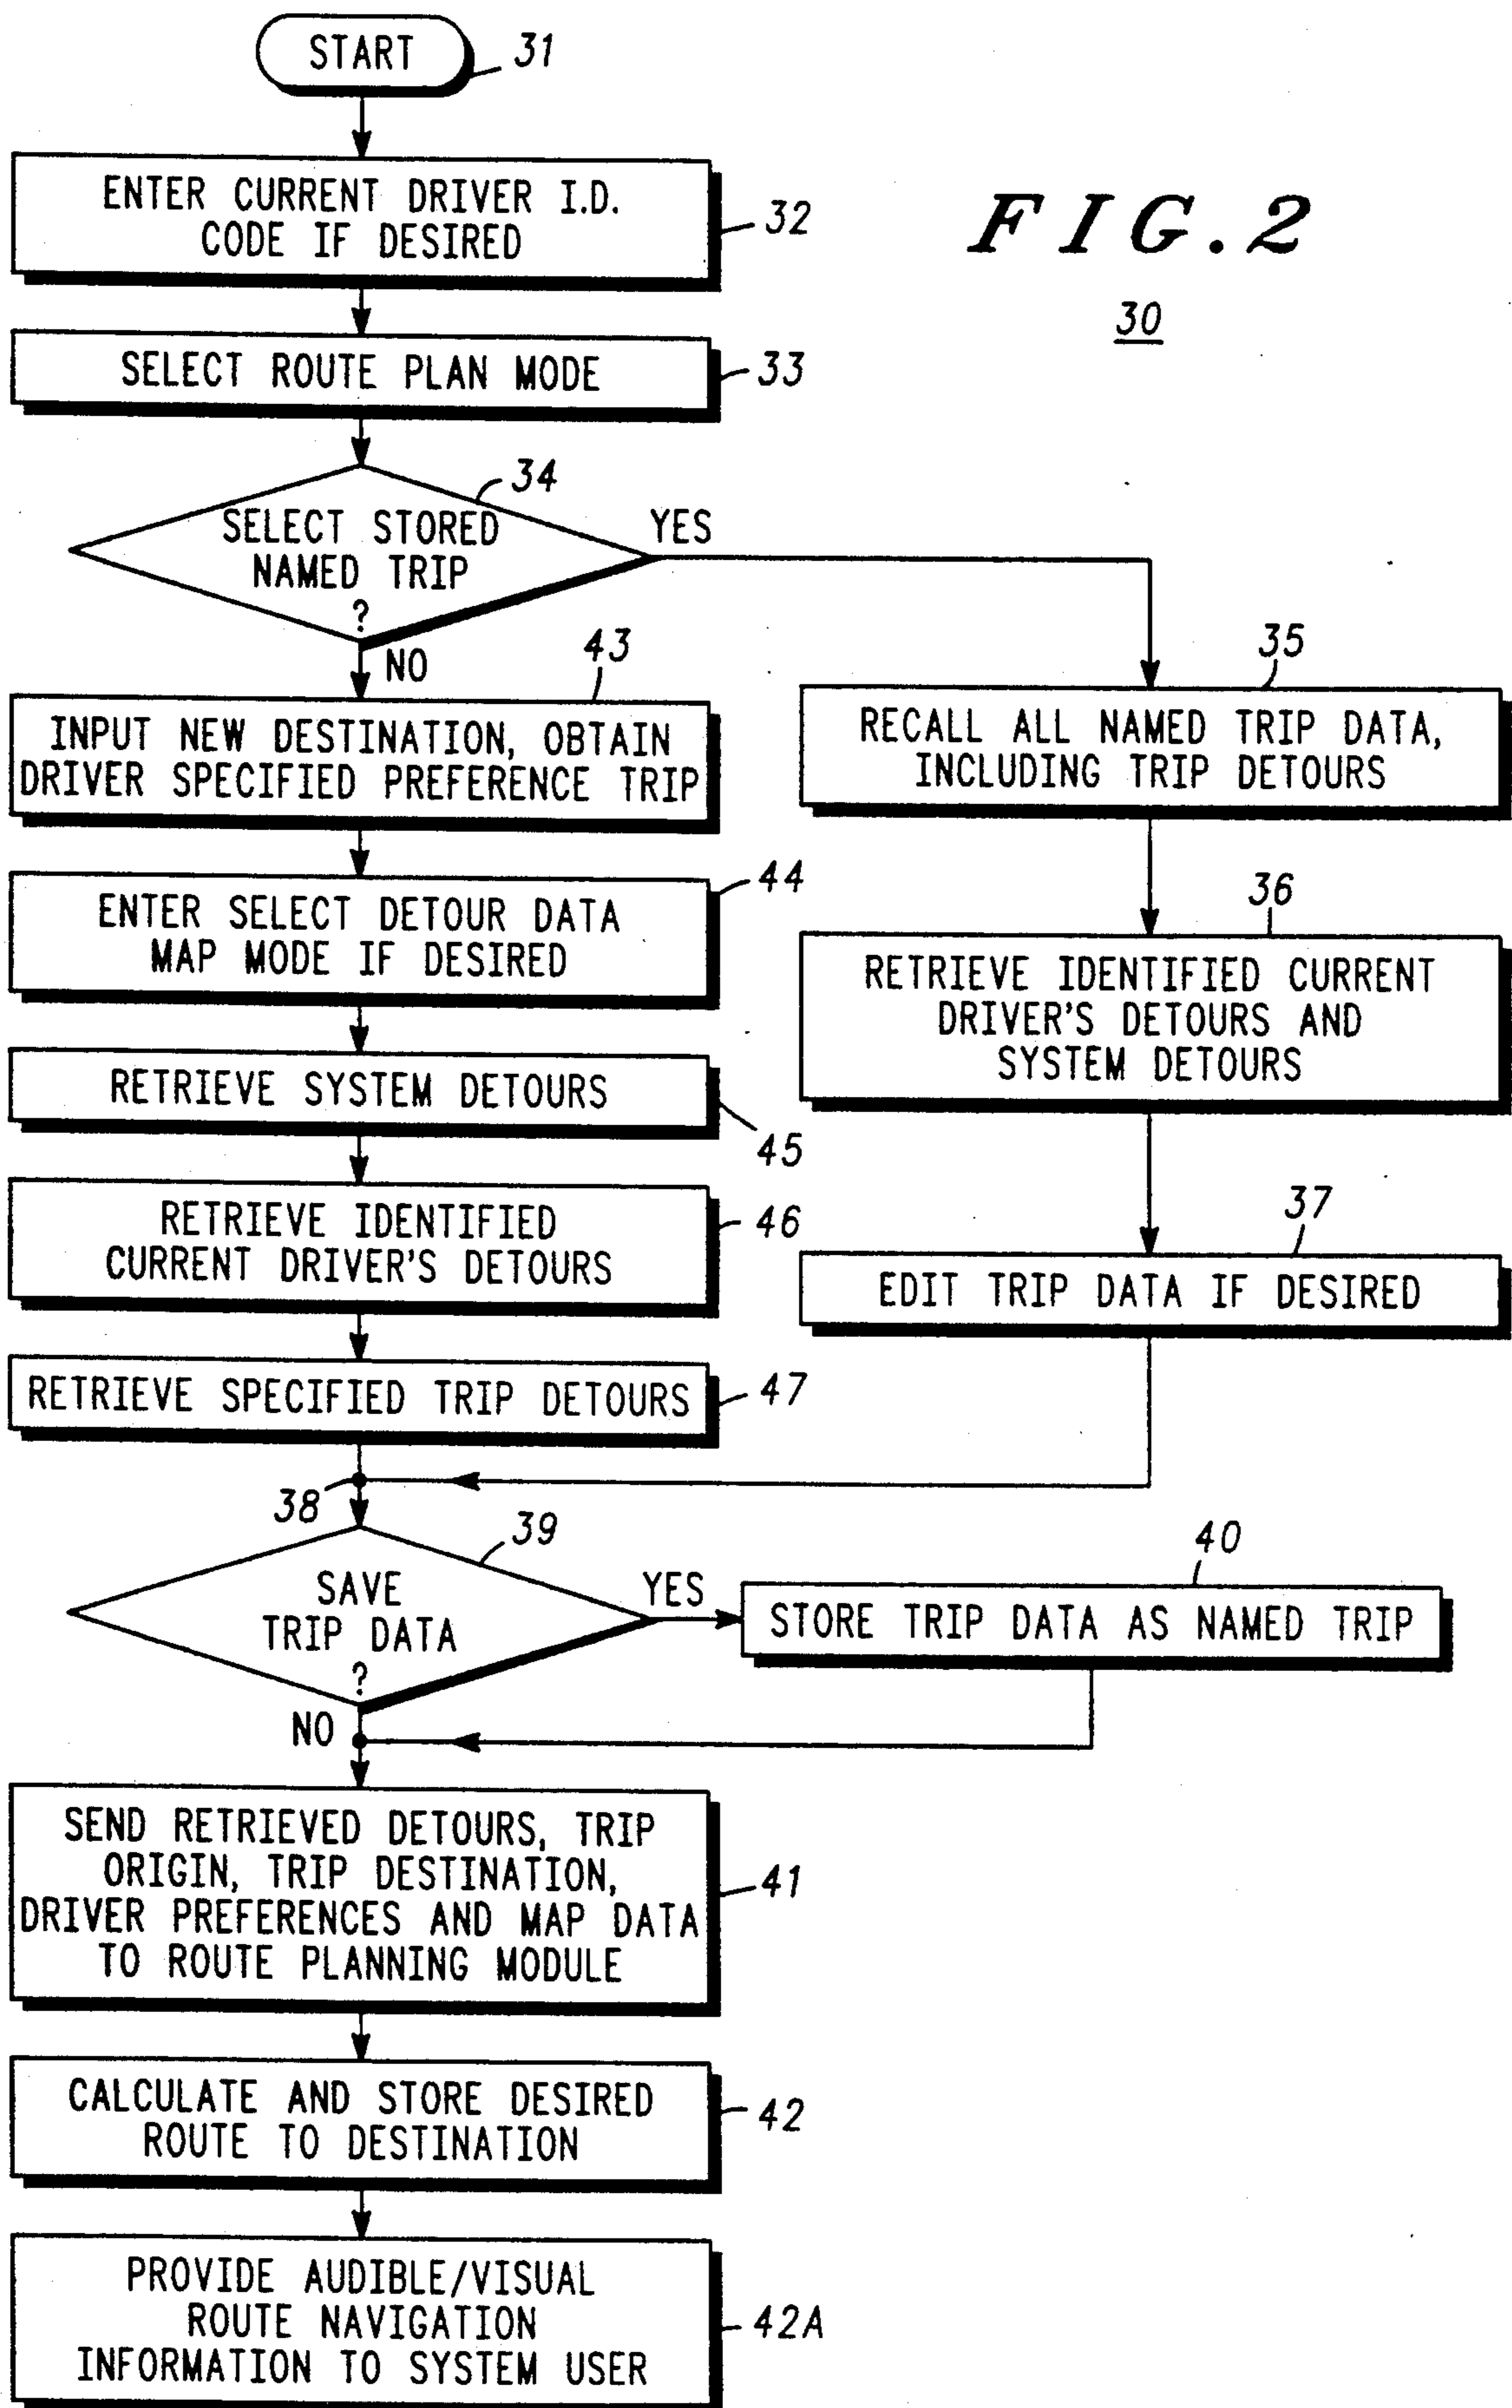 START
31
ENTER CURRENT DRIVER I.D.
CODE IF DESIRED
32
FIG. 2
30
SELECT ROUTE PLAN MODE
33
34
SELECT STORED
NAMED TRIP
?
YES
NO
43
INPUT NEW DESTINATION, OBTAIN
DRIVER SPECIFIED PREFERENCE TRIP
35
RECALL ALL NAMED TRIP DATA,
INCLUDING TRIP DETOURS
ENTER SELECT DETOUR DATA
MAP MODE IF DESIRED
44
36
RETRIEVE IDENTIFIED CURRENT
DRIVER'S DETOURS AND
SYSTEM DETOURS
RETRIEVE SYSTEM DETOURS
45
RETRIEVE IDENTIFIED
CURRENT DRIVER'S DETOURS
46
37
EDIT TRIP DATA IF DESIRED
RETRIEVE SPECIFIED TRIP DETOURS
47
38
39
SAVE
TRIP DATA
?
YES
40
STORE TRIP DATA AS NAMED TRIP
NO
SEND RETRIEVED DETOURS, TRIP
ORIGIN, TRIP DESTINATION,
DRIVER PREFERENCES AND MAP DATA
TO ROUTE PLANNING MODULE
41
CALCULATE AND STORE DESIRED
ROUTE TO DESTINATION
42
PROVIDE AUDIBLE/VISUAL
ROUTE NAVIGATION
INFORMATION TO SYSTEM USER
42A